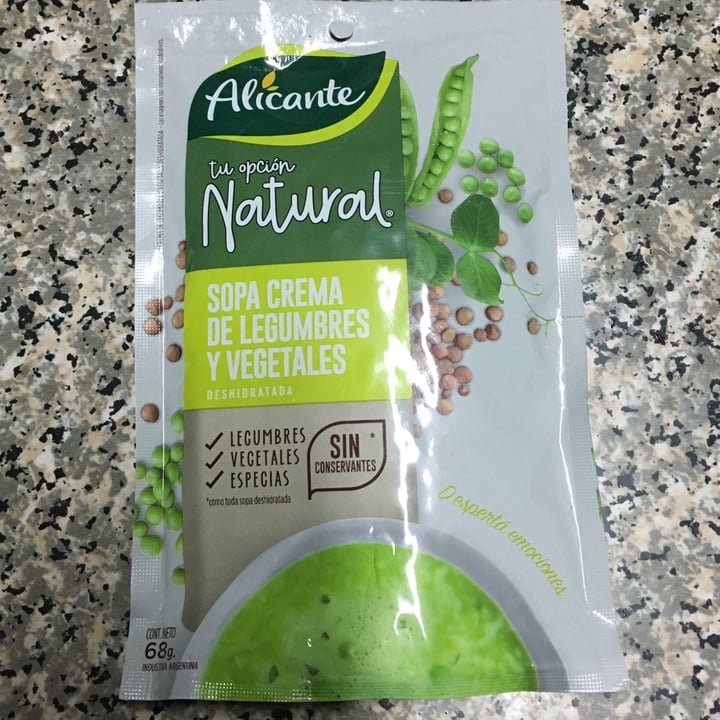 Alicante
tu opción
Natural®
SOPA CREMA
DE LEGUMBRES
Y VEGETALES
DESHIDRATADA
✓ LEGUMBRES
✓ VEGETALES
✓ ESPECIAS
SIN *
CONSERVANTES
*como toda sopa deshidratada
Despertá emociones
CONT. NETO
68g.
INDUSTRIA ARGENTINA